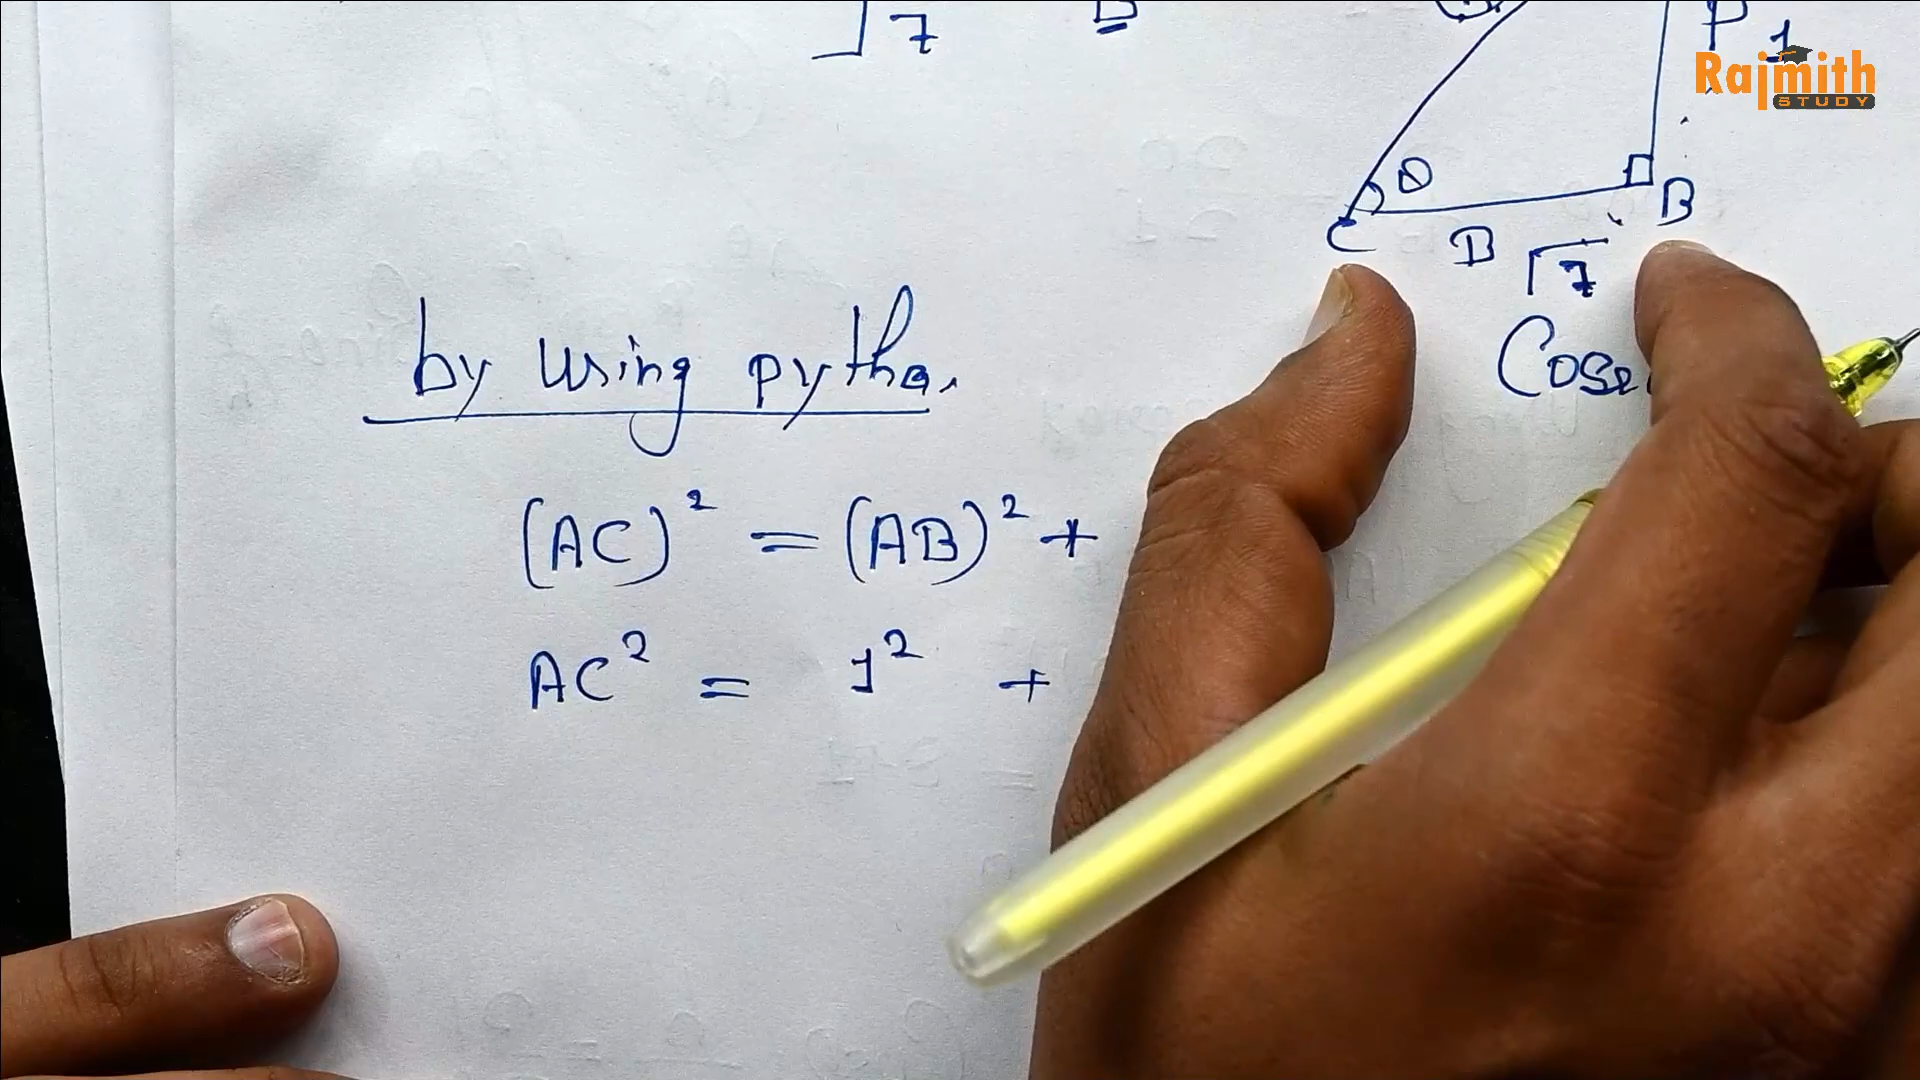 √7 B
P 1
Rajmith
STUDY
θ
B
C B √7
Cose
by using pytha.
(AC)² = (AB)² +
AC² = 1² +